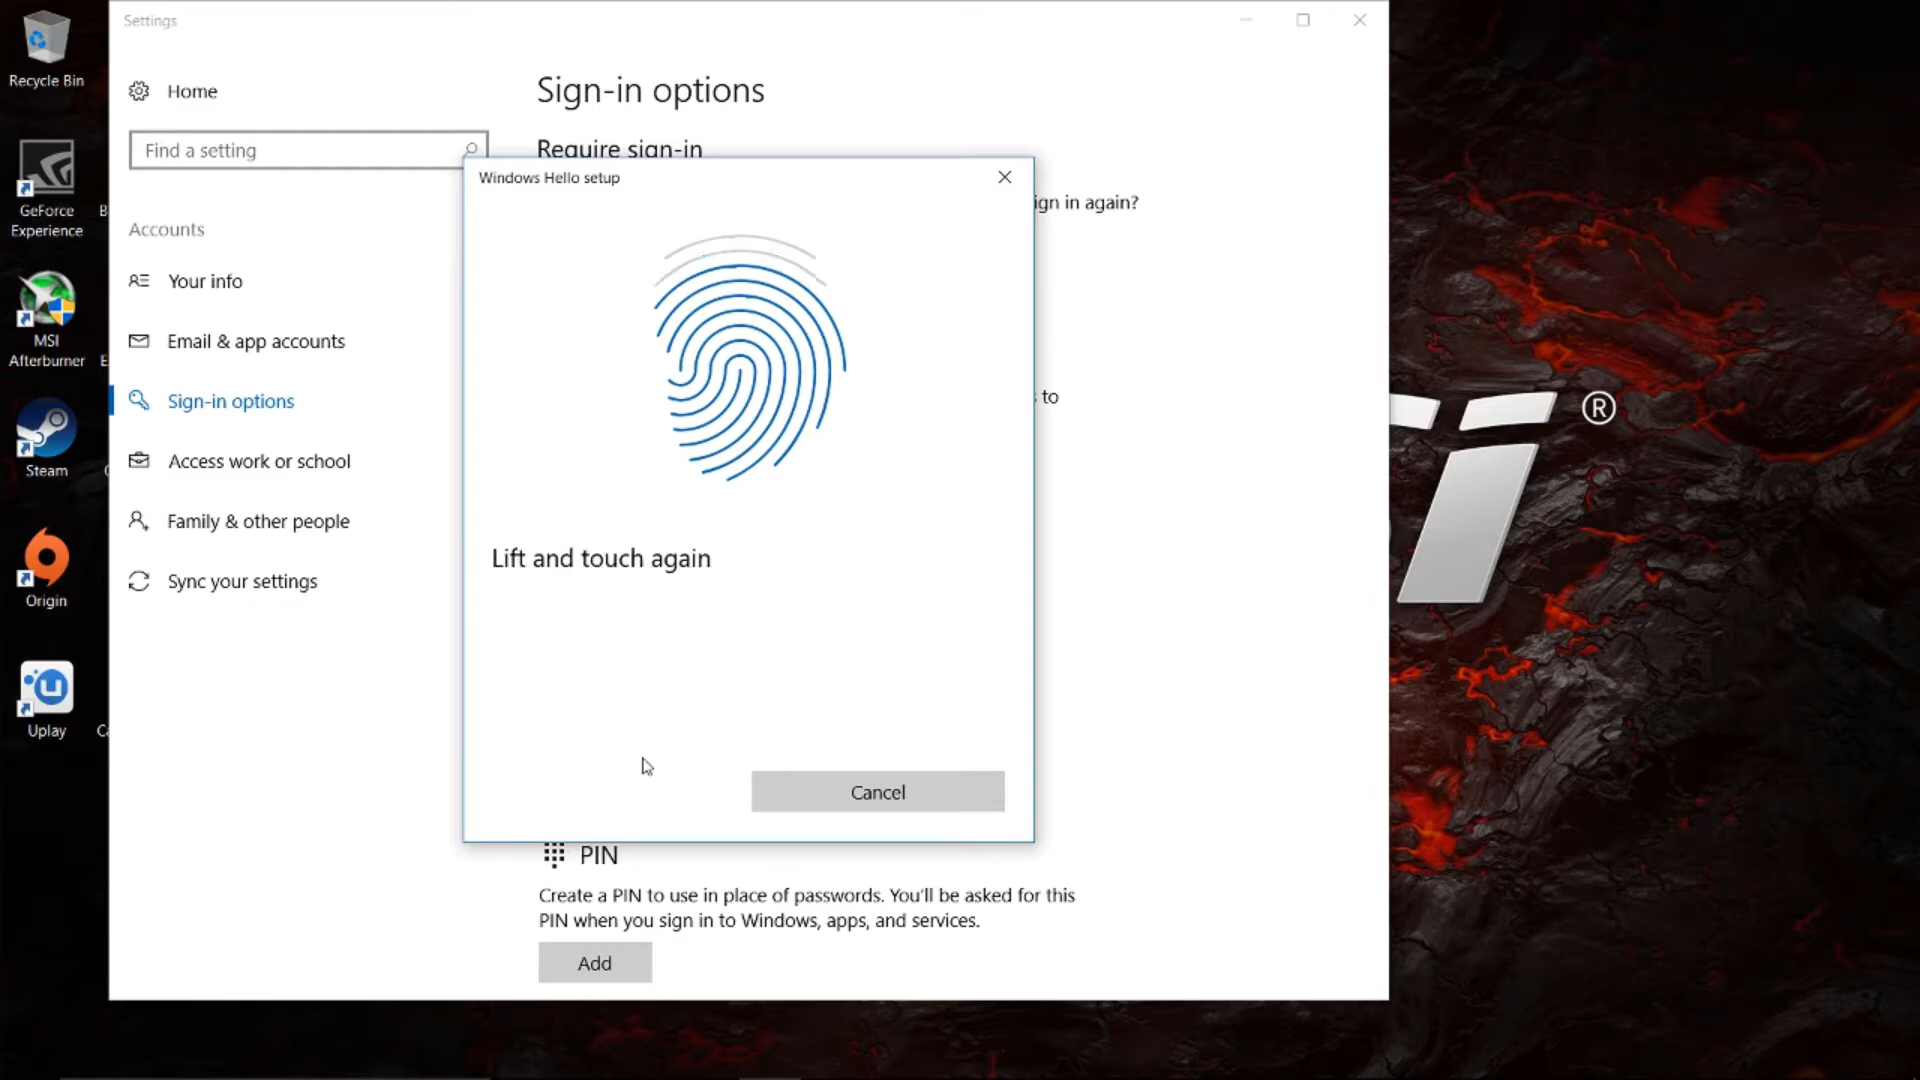 Settings
Recycle Bin
GeForce
Experience
B
MSI
Afterburner
E
Steam
Origin
Uplay
Ca
Home
Find a setting
Accounts
Your info
Email & app accounts
Sign-in options
Access work or school
Family & other people
Sync your settings
Sign-in options
Require sign-in
ign in again?
to
Windows Hello setup
Lift and touch again
Cancel
PIN
Create a PIN to use in place of passwords. You'll be asked for this
PIN when you sign in to Windows, apps, and services.
Add
®